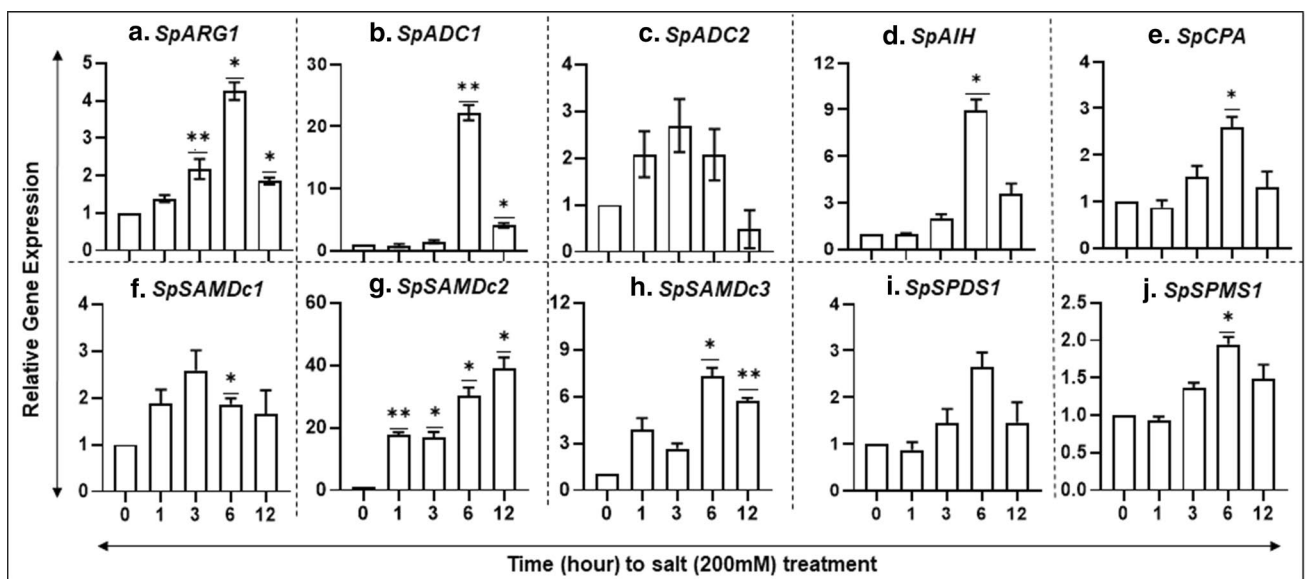 a. SpARG1
b. SpADC1
c. SpADC2
d. SpAIH
e. SpCPA
Relative Gene Expression
5
4
3
2
1
0
** * *
30
20
10
0
** *
4
3
2
1
0
12
9
6
3
0
*
4
3
2
1
0
*
f. SpSAMDc1
g. SpSAMDc2
h. SpSAMDc3
i. SpSPDS1
j. SpSPMS1
4
3
2
1
0
*
0 1 3 6 12
60
40
20
0
** * * *
0 1 3 6 12
12
9
6
3
0
* **
0 1 3 6 12
4
3
2
1
0
0 1 3 6 12
2.5
2.0
1.5
1.0
0.5
0.0
*
0 1 3 6 12
Time (hour) to salt (200mM) treatment